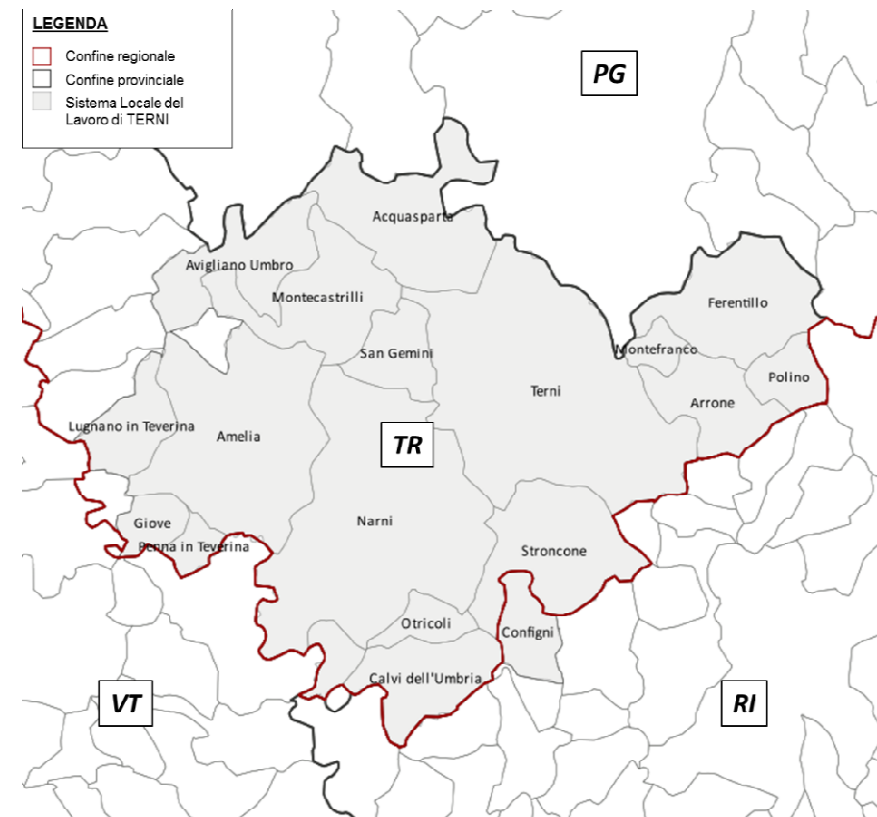 LEGENDA
Confine regionale
Confine provinciale
Sistema Locale del
Lavoro di TERNI
PG
Acquasparta
Avigliano Umbro
Montecastrilli
Ferentillo
San Gemini
Montefranco
Polino
Terni
Arrone
Lugnano in Teverina
Amelia
TR
Giove
Narni
Penna in Teverina
Stroncone
Otricoli
Configni
Calvi dell'Umbria
VT
RI